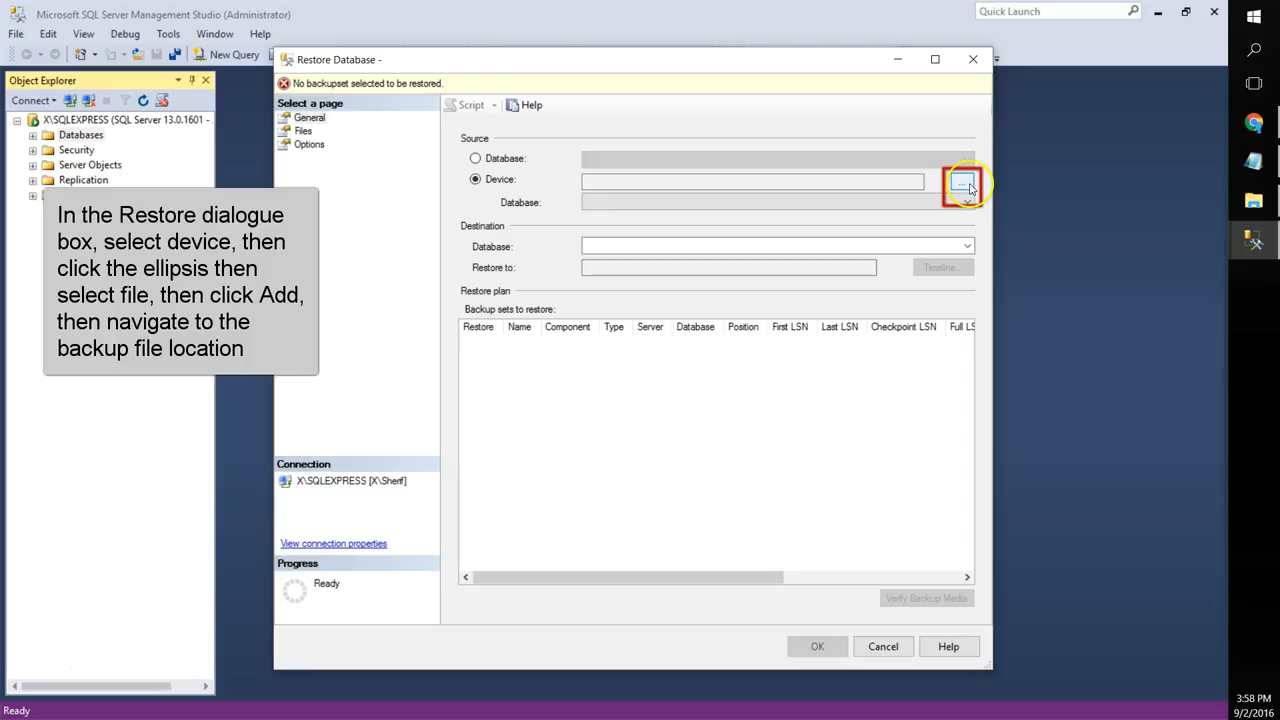 Microsoft SQL Server Management Studio (Administrator)
Quick Launch
File Edit View Debug Tools Window Help
New Query
Object Explorer
Connect
X\SQLEXPRESS (SQL Server 13.0.1601 -
Databases
Security
Server Objects
Replication
In the Restore dialogue
box, select device, then
click the ellipsis then
select file, then click Add,
then navigate to the
backup file location
Restore Database -
No backupset selected to be restored.
Select a page
General
Files
Options
Script
Help
Source
Database:
Device:
...
Database:
Destination
Database:
Restore to:
Timeline...
Restore plan
Backup sets to restore:
Restore Name Component Type Server Database Position First LSN Last LSN Checkpoint LSN Full LS
Connection
X\SQLEXPRESS [X\Sherif]
View connection properties
Progress
Ready
Verify Backup Media
OK
Cancel
Help
Ready
3:58 PM
9/2/2016